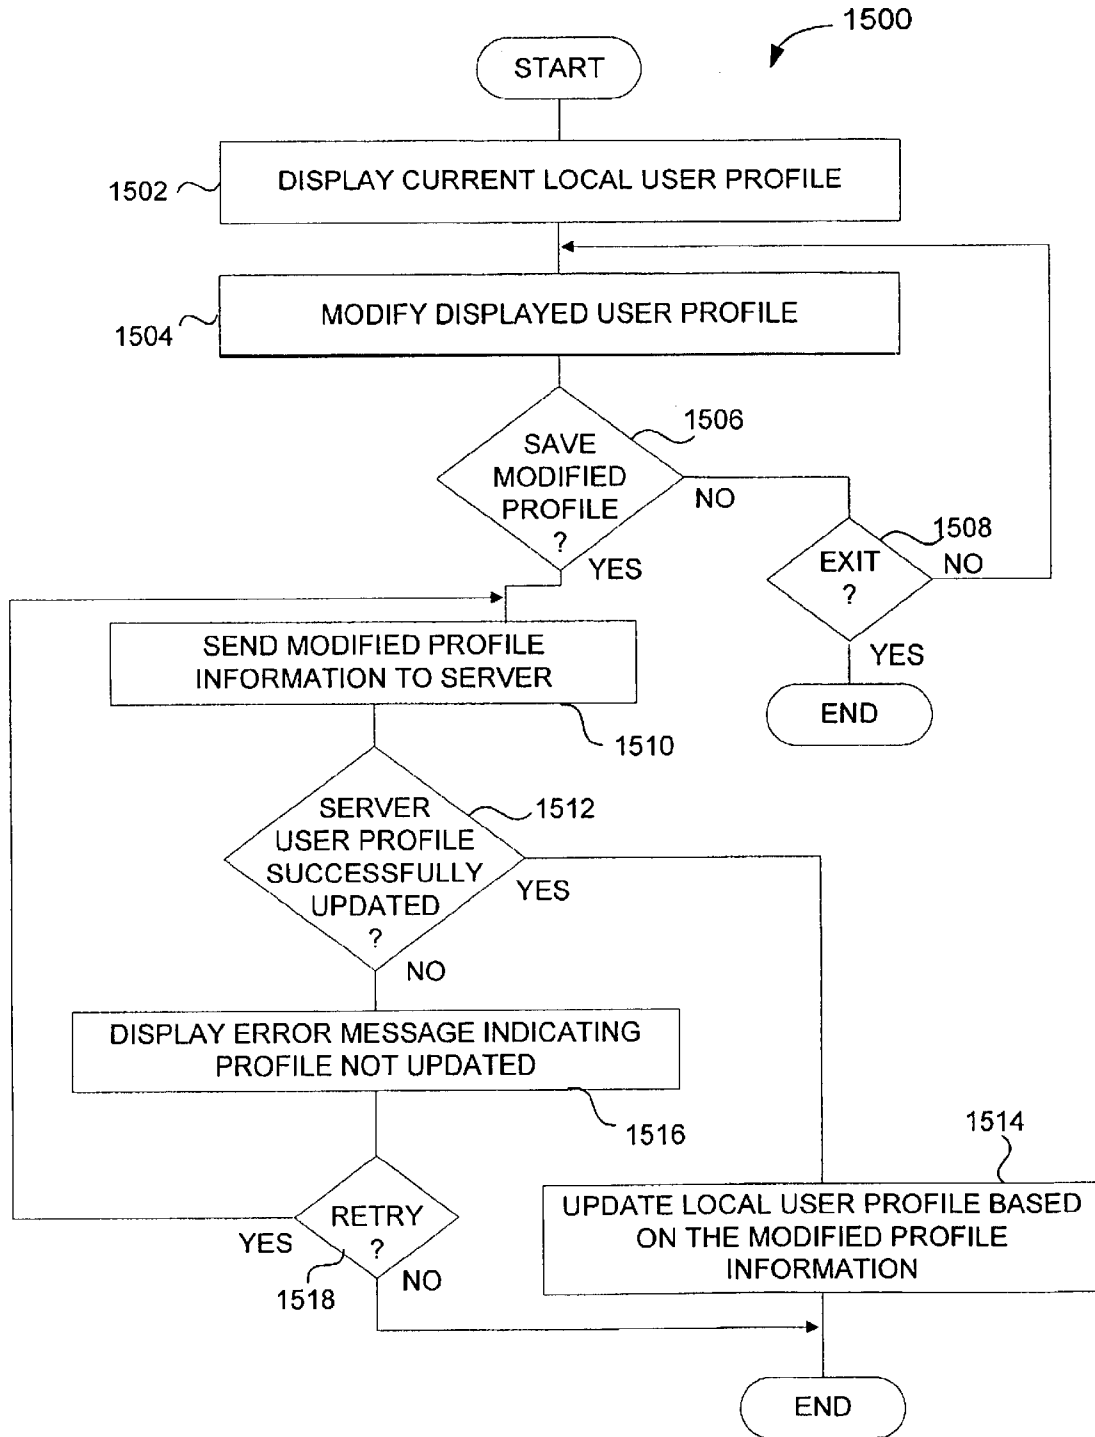 1500
START
1502
DISPLAY CURRENT LOCAL USER PROFILE
1504
MODIFY DISPLAYED USER PROFILE
1506
SAVE
MODIFIED
PROFILE
?
NO
YES
1508
EXIT
?
NO
YES
END
SEND MODIFIED PROFILE
INFORMATION TO SERVER
1510
1512
SERVER
USER PROFILE
SUCCESSFULLY
UPDATED
?
YES
NO
DISPLAY ERROR MESSAGE INDICATING
PROFILE NOT UPDATED
1516
1514
UPDATE LOCAL USER PROFILE BASED
ON THE MODIFIED PROFILE
INFORMATION
RETRY
?
YES
NO
1518
END